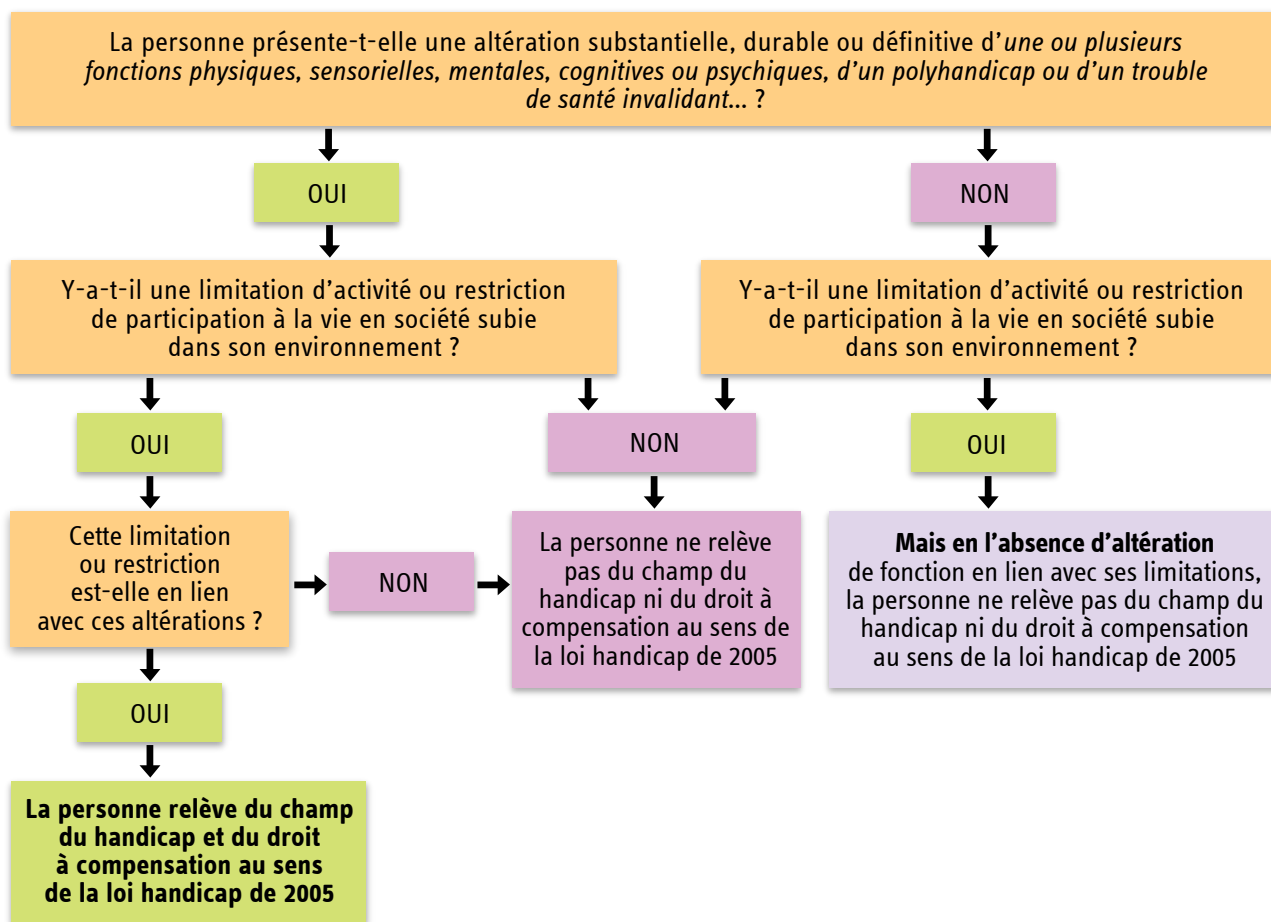 La personne présente-t-elle une altération substantielle, durable ou définitive d’une ou plusieurs
fonctions physiques, sensorielles, mentales, cognitives ou psychiques, d’un polyhandicap ou d’un trouble
de santé invalidant... ?
OUI
NON
Y-a-t-il une limitation d’activité ou restriction
de participation à la vie en société subie
dans son environnement ?
Y-a-t-il une limitation d’activité ou restriction
de participation à la vie en société subie
dans son environnement ?
OUI
NON
OUI
Cette limitation
ou restriction
est-elle en lien
avec ces altérations ?
NON
La personne ne relève
pas du champ du
handicap ni du droit à
compensation au sens de
la loi handicap de 2005
Mais en l’absence d’altération
de fonction en lien avec ses limitations,
la personne ne relève pas du champ du
handicap ni du droit à compensation
au sens de la loi handicap de 2005
OUI
La personne relève du champ
du handicap et du droit
à compensation au sens
de la loi handicap de 2005